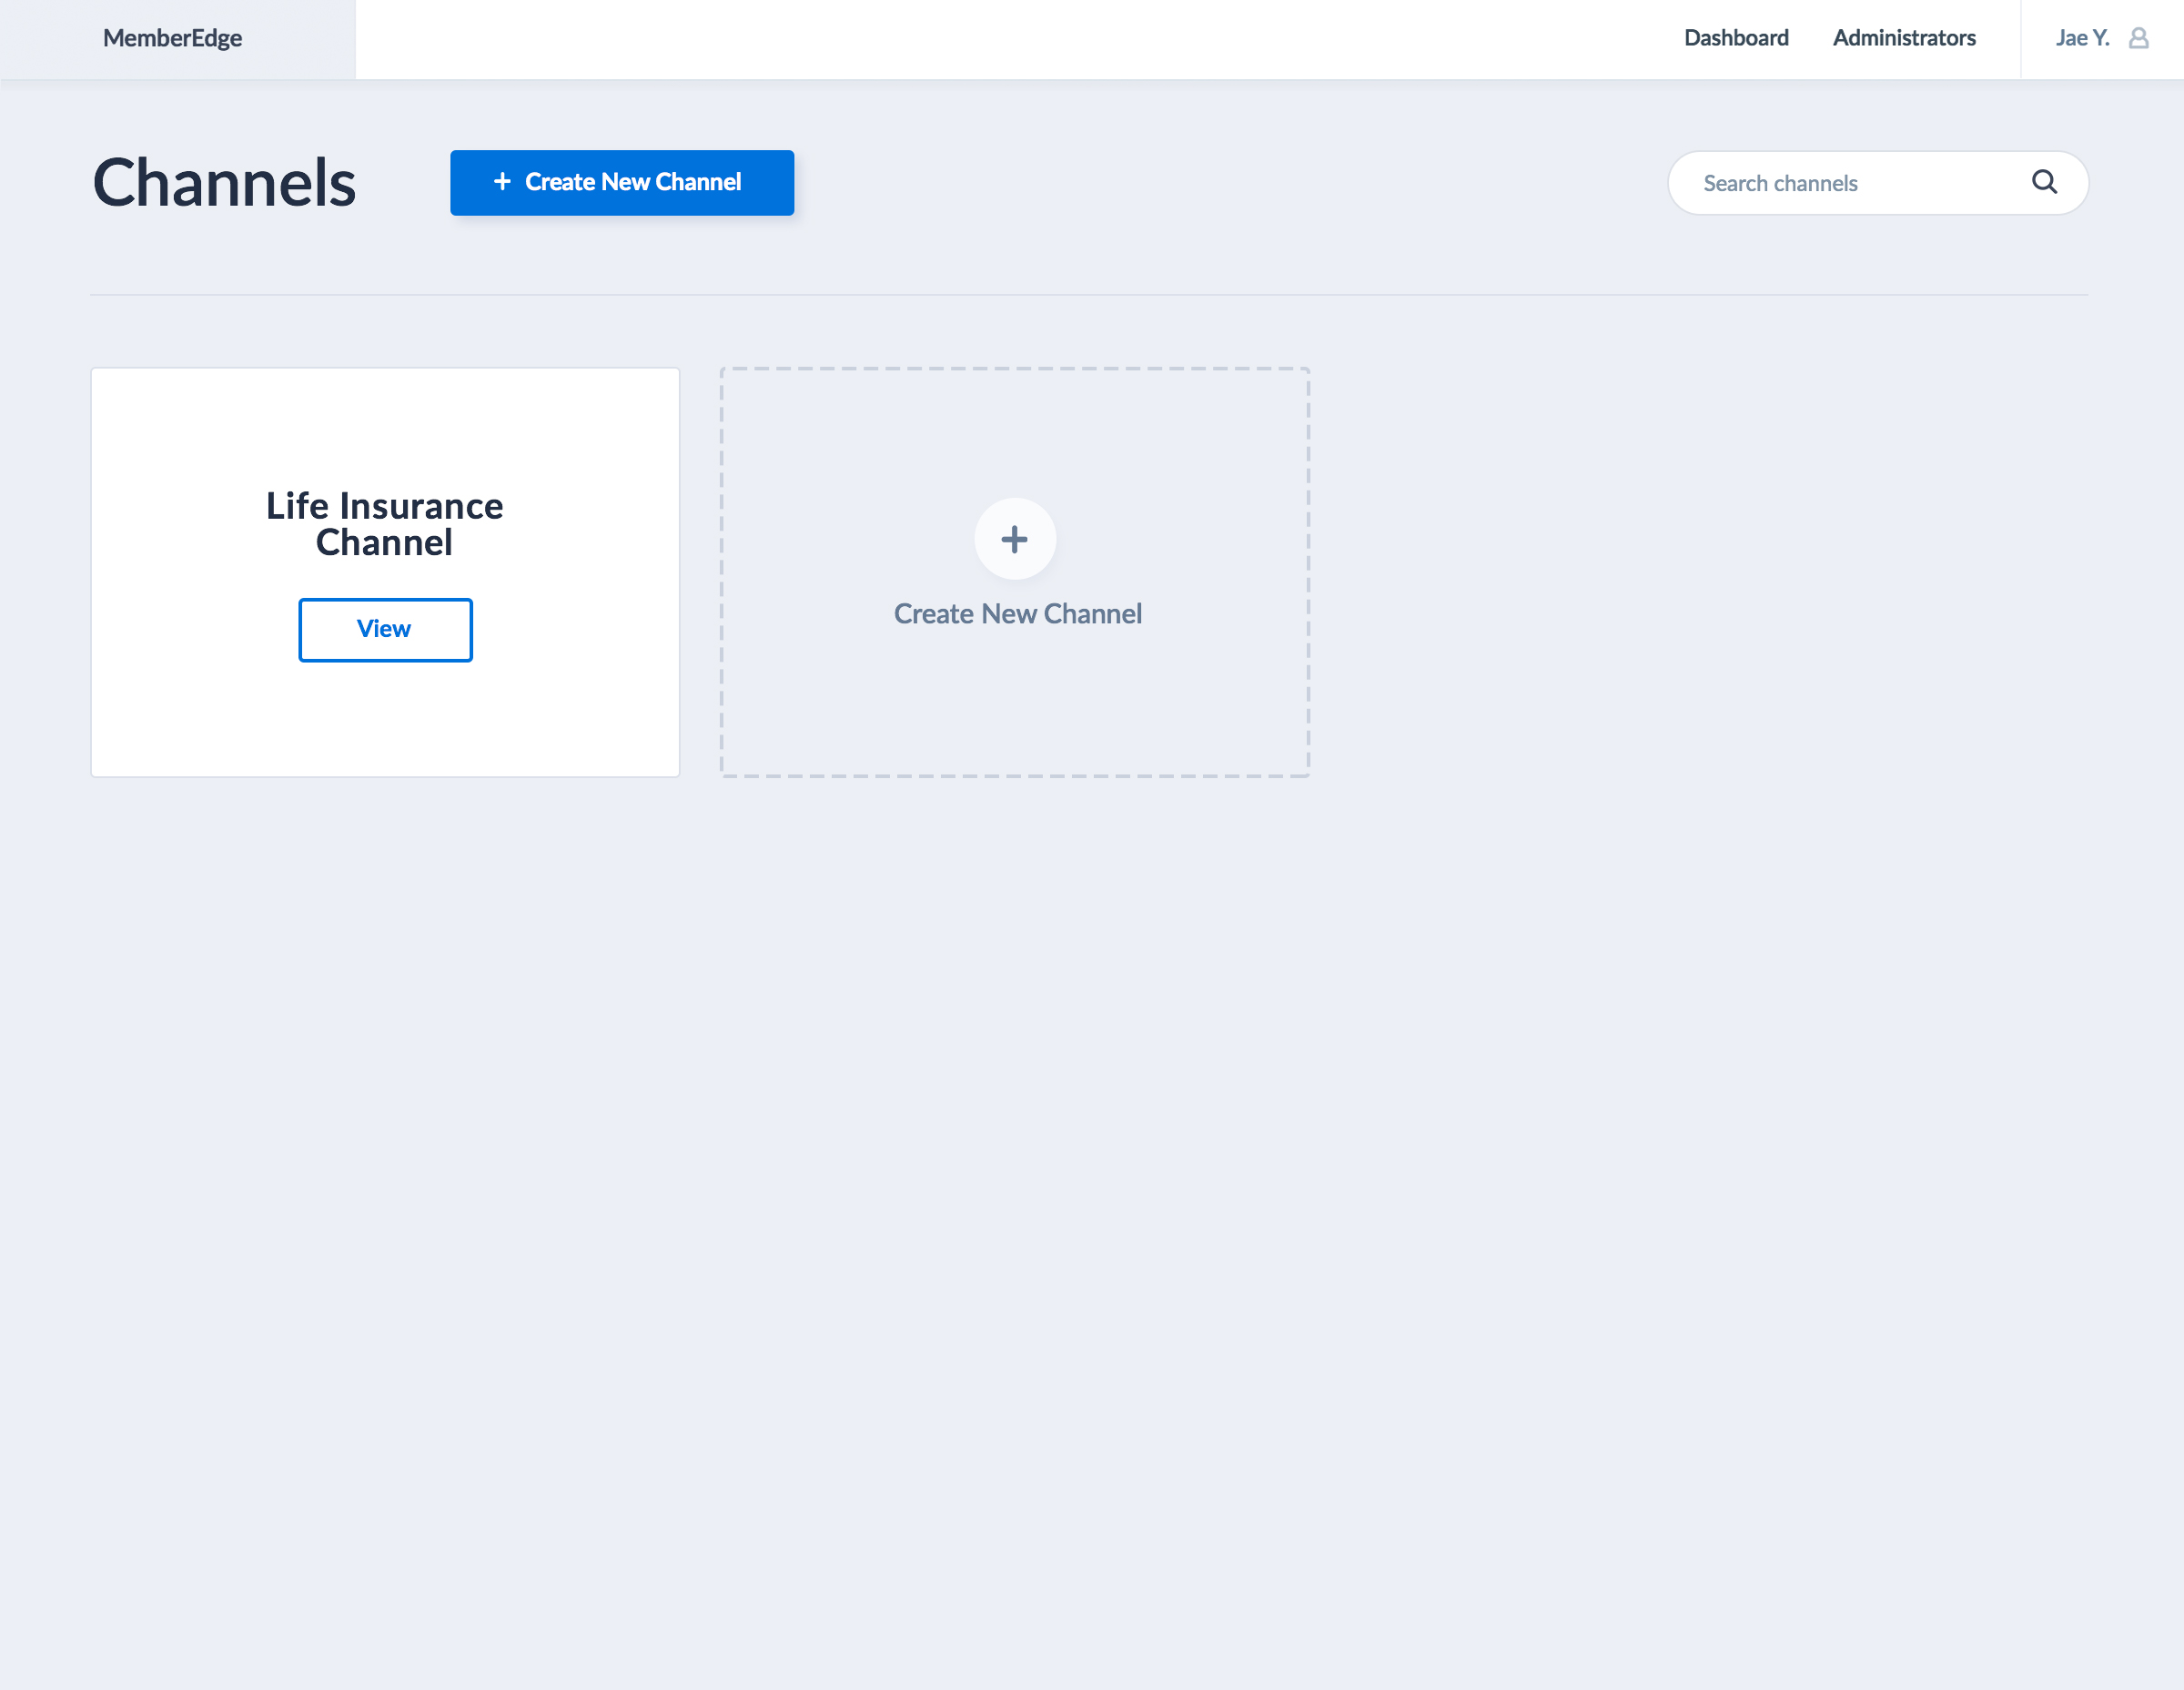 MemberEdge
Dashboard
Administrators
Jae Y.
Channels
+ Create New Channel
Search channels
Life Insurance
Channel
View
Create New Channel